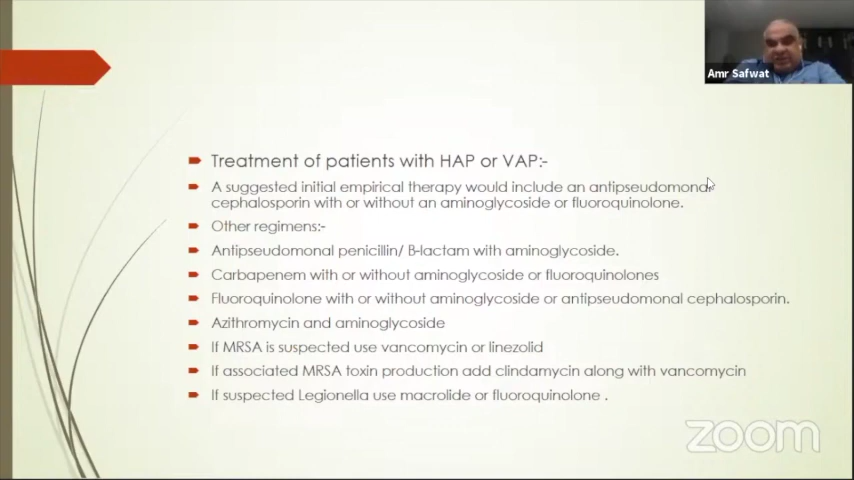 Amr Safwat
Treatment of patients with HAP or VAP:-
A suggested initial empirical therapy would include an antipseudomonal
cephalosporin with or without an aminoglycoside or fluoroquinolone.
Other regimens:-
Antipseudomonal penicillin/ B-lactam with aminoglycoside.
Carbapenem with or without aminoglycoside or fluoroquinolones
Fluoroquinolone with or without aminoglycoside or antipseudomonal cephalosporin.
Azithromycin and aminoglycoside
If MRSA is suspected use vancomycin or linezolid
If associated MRSA toxin production add clindamycin along with vancomycin
If suspected Legionella use macrolide or fluoroquinolone .
zoom